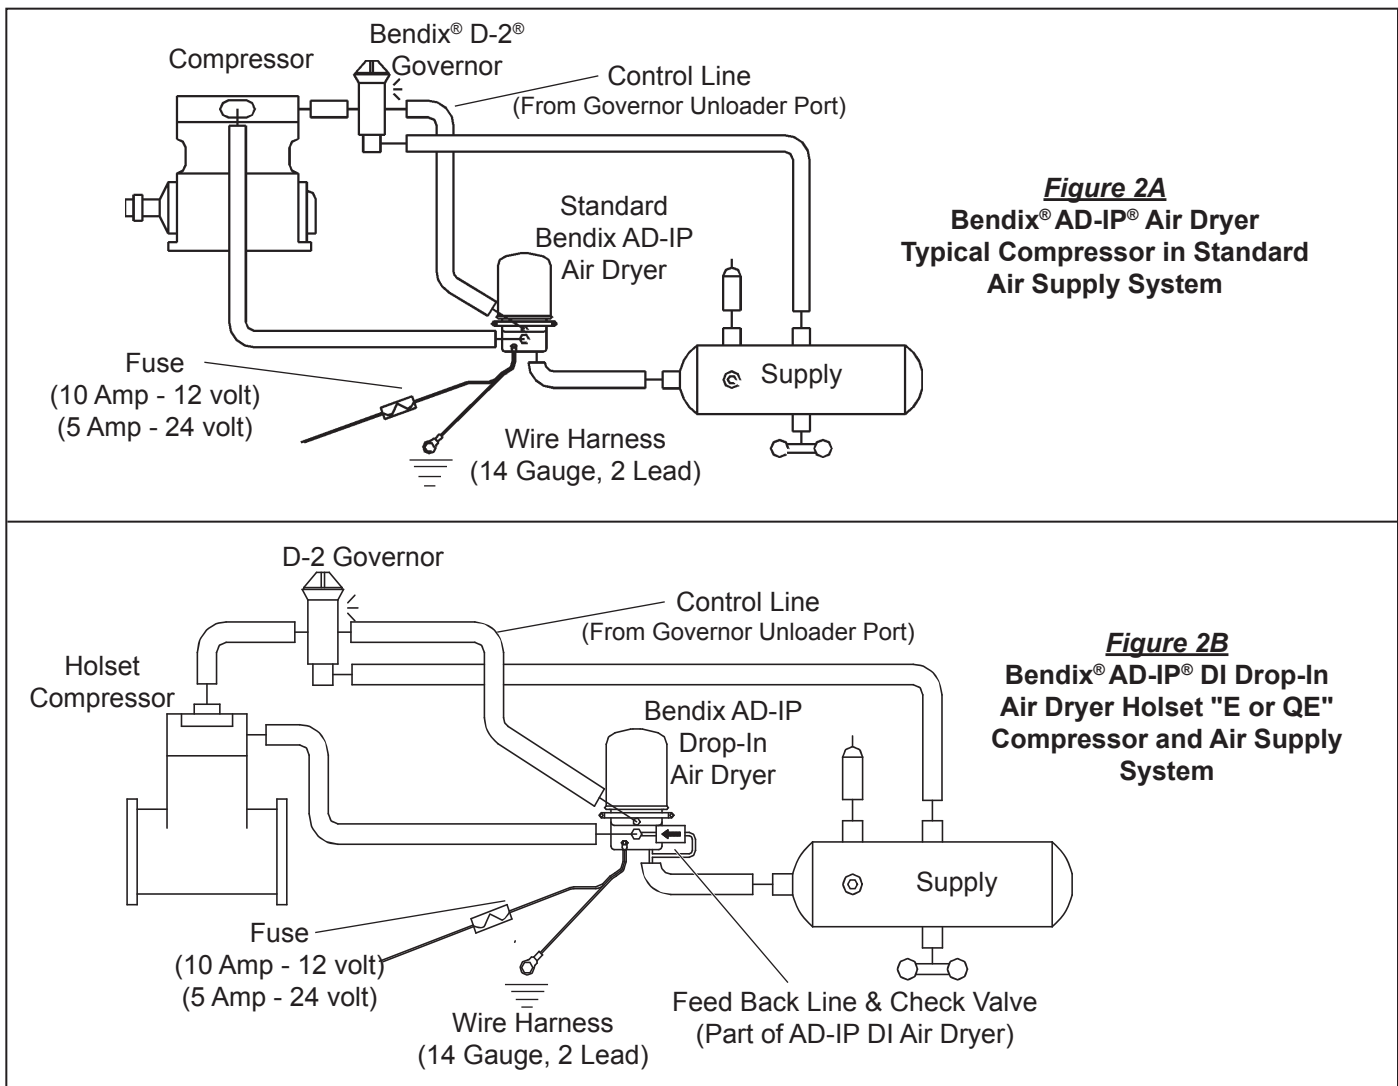 Compressor
Bendix® D-2®
Governor
Control Line
(From Governor Unloader Port)
Standard
Bendix AD-IP
Air Dryer
Figure 2A
Bendix® AD-IP® Air Dryer
Typical Compressor in Standard
Air Supply System
Fuse
(10 Amp - 12 volt)
(5 Amp - 24 volt)
Supply
Wire Harness
(14 Gauge, 2 Lead)
D-2 Governor
Control Line
(From Governor Unloader Port)
Holset
Compressor
Bendix AD-IP
Drop-In
Air Dryer
Figure 2B
Bendix® AD-IP® DI Drop-In
Air Dryer Holset "E or QE"
Compressor and Air Supply
System
Supply
Fuse
(10 Amp - 12 volt)
(5 Amp - 24 volt)
Wire Harness
(14 Gauge, 2 Lead)
Feed Back Line & Check Valve
(Part of AD-IP DI Air Dryer)